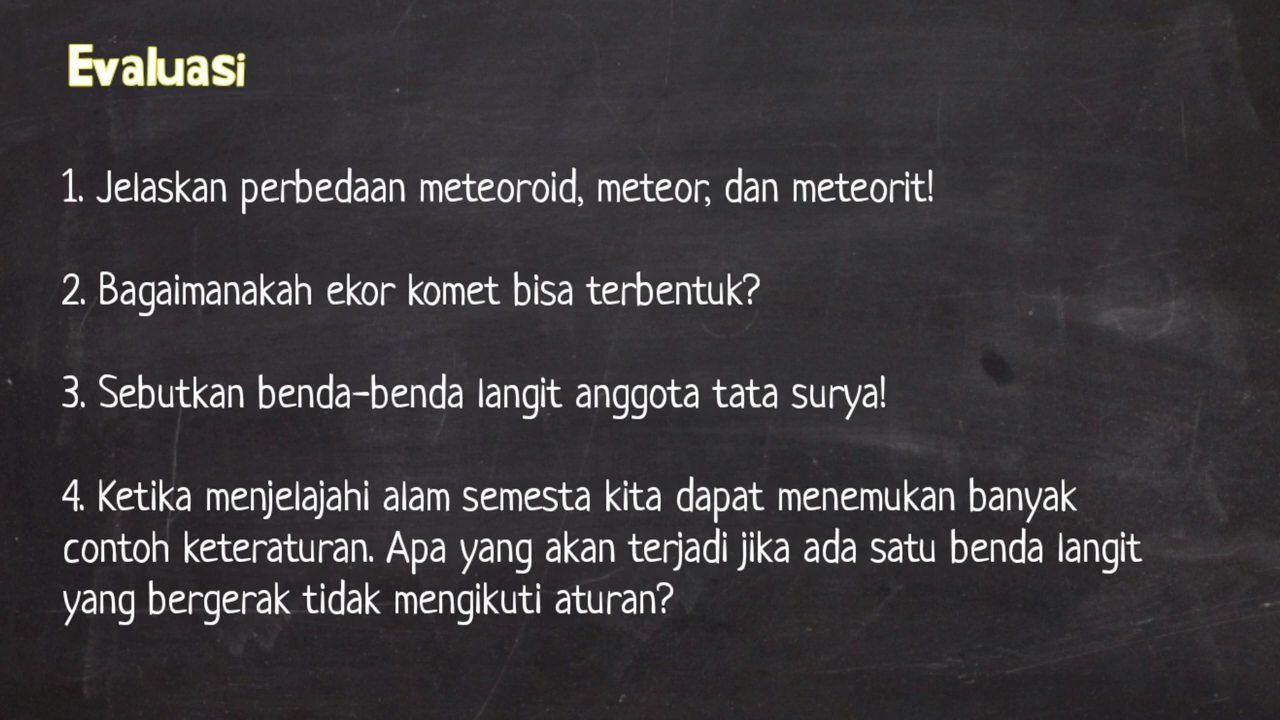 Evaluasi
1. Jelaskan perbedaan meteoroid, meteor, dan meteorit!
2. Bagaimanakah ekor komet bisa terbentuk?
3. Sebutkan benda-benda langit anggota tata surya!
4. Ketika menjelajahi alam semesta kita dapat menemukan banyak
contoh keteraturan. Apa yang akan terjadi jika ada satu benda langit
yang bergerak tidak mengikuti aturan?